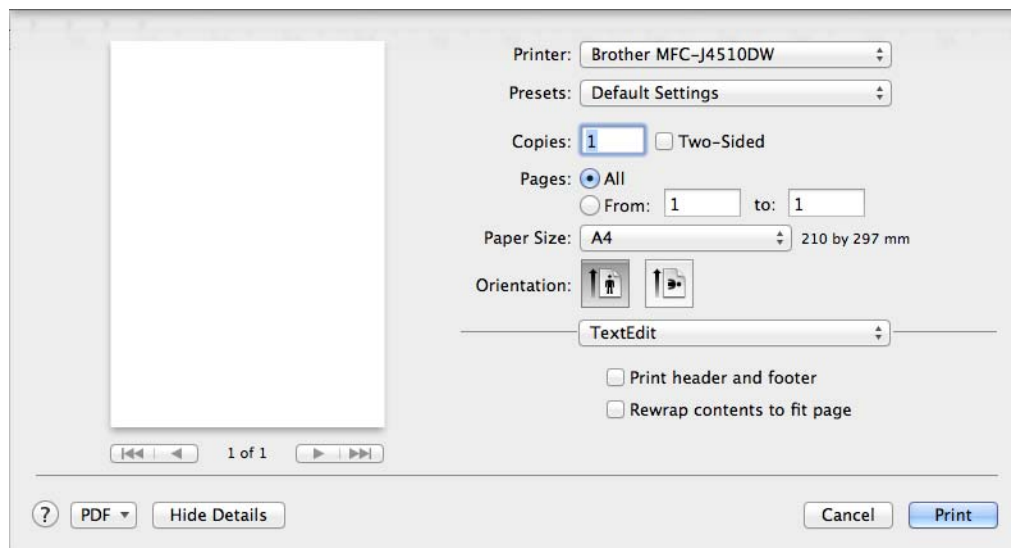 Printer: Brother MFC-J4510DW
Presets: Default Settings
Copies: 1 Two-Sided
Pages: All
From: 1 to: 1
Paper Size: A4 210 by 297 mm
Orientation:
TextEdit
Print header and footer
Rewrap contents to fit page
1 of 1
? PDF Hide Details Cancel Print